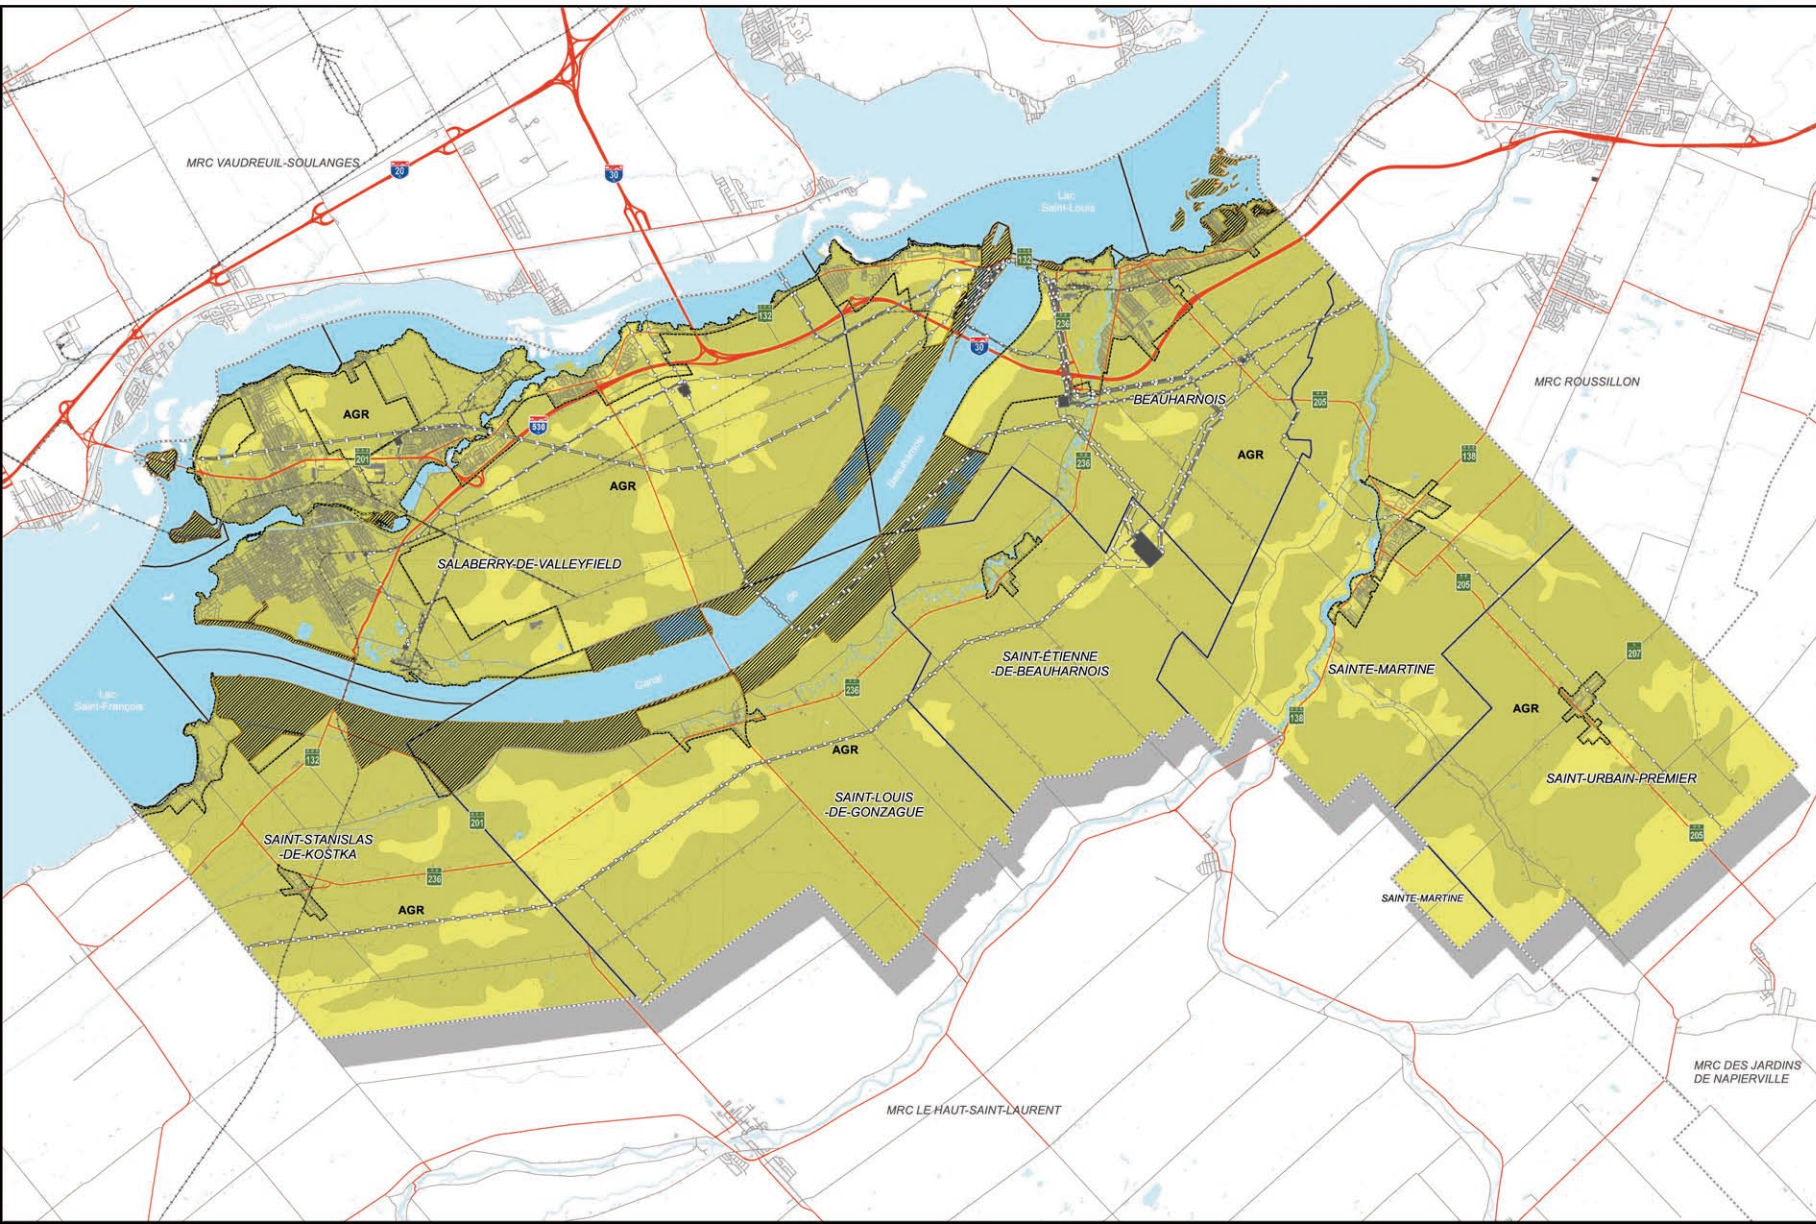 MRC VAUDREUIL-SOULANGES
20
30
Lac
Saint-Louis
132
132
236
30
MRC ROUSSILLON
205
BEAUHARNOIS
AGR
530
201
138
AGR
236
AGR
Beauharnois
SALABERRY-DE-VALLEYFIELD
205
de
SAINT-ÉTIENNE
-DE-BEAUHARNOIS
207
SAINTE-MARTINE
Canal
236
Lac
Saint-François
AGR
138
132
AGR
SAINT-URBAIN-PREMIER
SAINT-LOUIS
-DE-GONZAGUE
201
205
SAINT-STANISLAS
-DE-KOSTKA
236
SAINTE-MARTINE
AGR
MRC DES JARDINS
DE NAPIERVILLE
MRC LE HAUT-SAINT-LAURENT